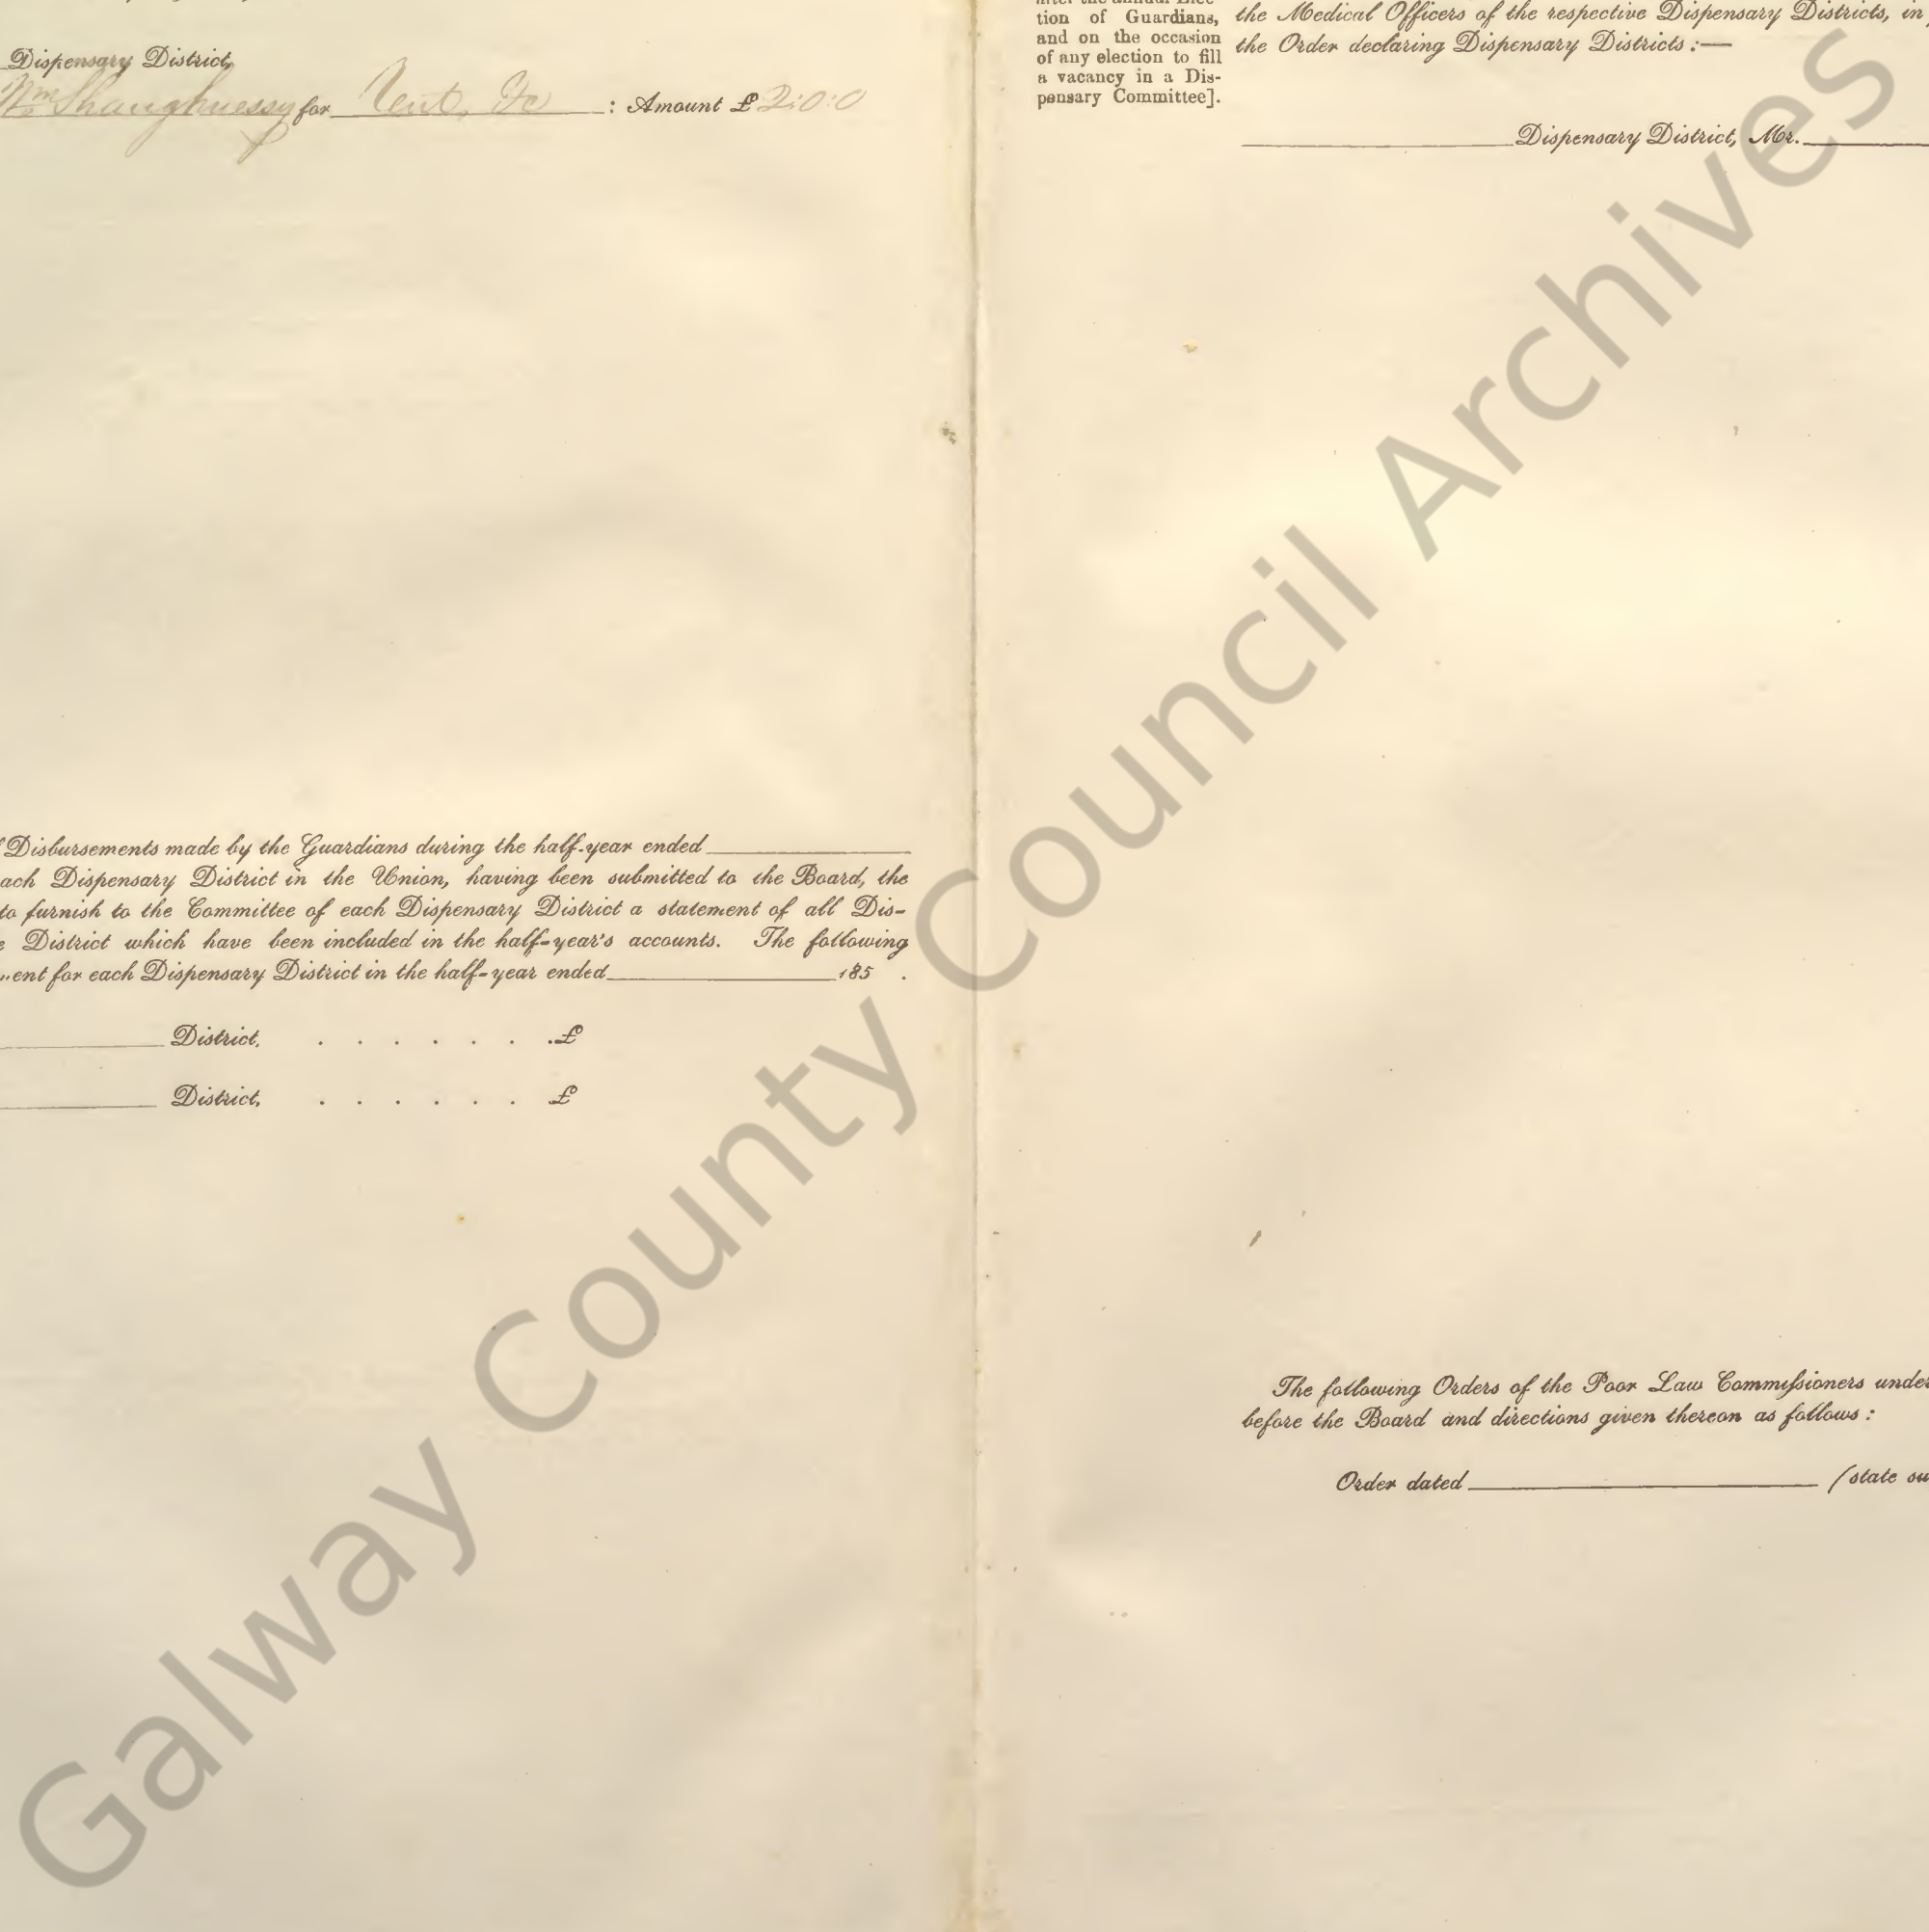 Dispensary District,
Wm Shaughnessy for Rent, &c : Amount £ 2:0:0
Disbursements made by the Guardians during the half-year ended
ach Dispensary District in the Union, having been submitted to the Board, the
to furnish to the Committee of each Dispensary District a statement of all Dis-
e District which have been included in the half-year's accounts. The following
ent for each Dispensary District in the half-year ended 185 .
District, . . . . . . . £
District, . . . . . . £
tion of Guardians,
and on the occasion
of any election to fill
a vacancy in a Dis-
pensary Committee].
the Medical Officers of the respective Dispensary Districts, in
the Order declaring Dispensary Districts:—
Dispensary District, Mr.
The following Orders of the Poor Law Commissioners under
before the Board and directions given thereon as follows:
Order dated (state su
Galway County Council Archives